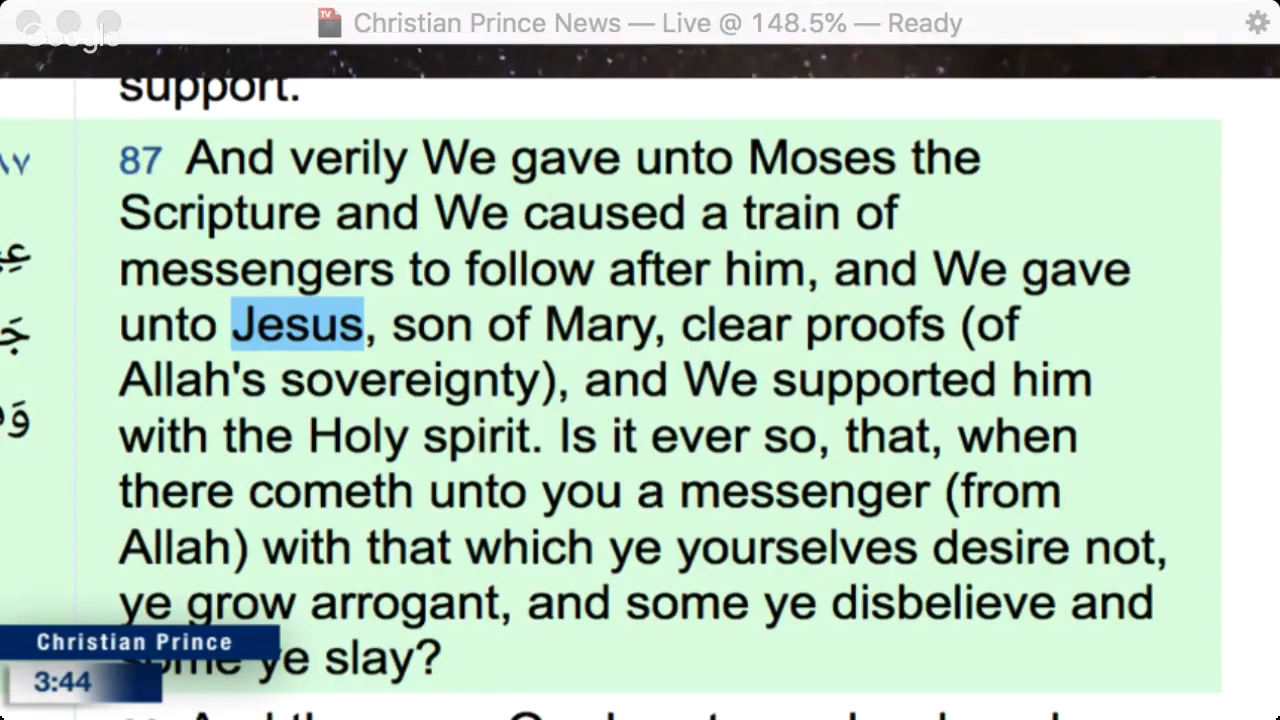 Christian Prince News — Live @ 148.5% — Ready
Google
support.
87 And verily We gave unto Moses the
Scripture and We caused a train of
messengers to follow after him, and We gave
unto Jesus, son of Mary, clear proofs (of
Allah's sovereignty), and We supported him
with the Holy spirit. Is it ever so, that, when
there cometh unto you a messenger (from
Allah) with that which ye yourselves desire not,
ye grow arrogant, and some ye disbelieve and
some ye slay?
Christian Prince
3:44